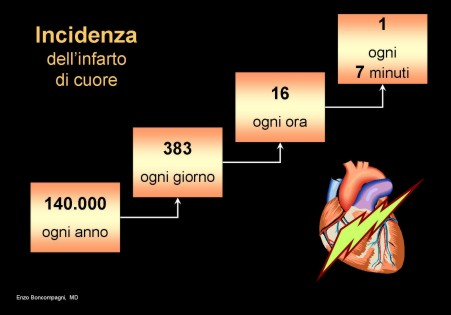 Incidenza
dell'infarto
di cuore
1
ogni
7 minuti
16
ogni ora
383
ogni giorno
140.000
ogni anno
Enzo Boncompagni, MD